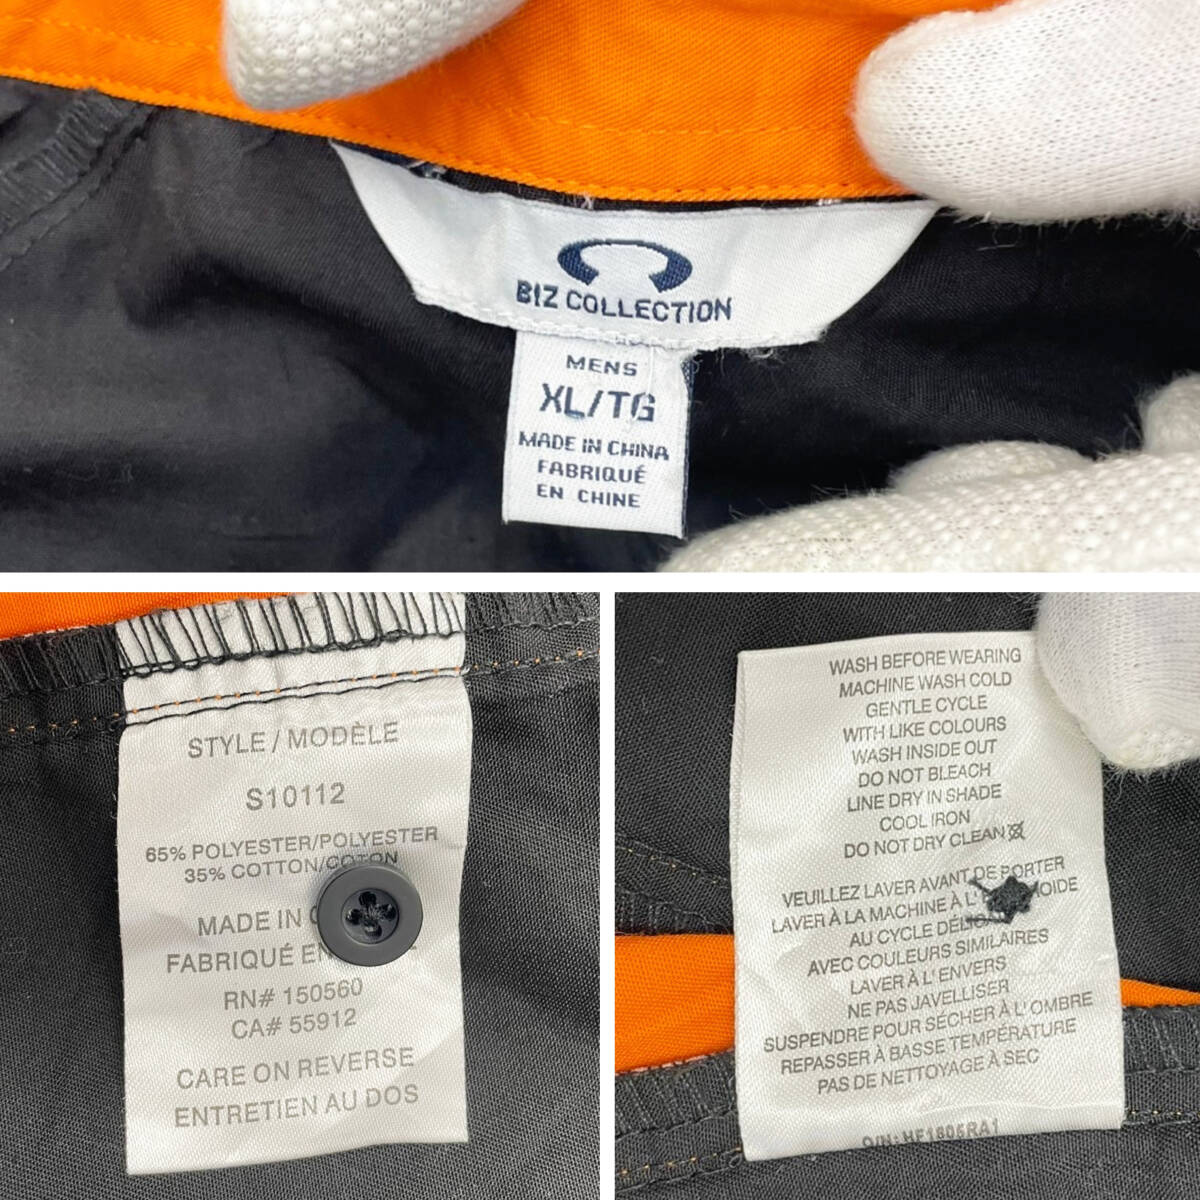 BIZ COLLECTION
MENS
XL/TG
MADE IN CHINA
FABRIQUÉ
EN CHINE
STYLE / MODÈLE
S10112
65% POLYESTER/POLYESTER
35% COTTON/COTON
MADE IN
FABRIQUÉ EN
RN# 150560
CA# 55912
CARE ON REVERSE
ENTRETIEN AU DOS
WASH BEFORE WEARING
MACHINE WASH COLD
GENTLE CYCLE
WITH LIKE COLOURS
WASH INSIDE OUT
DO NOT BLEACH
LINE DRY IN SHADE
COOL IRON
DO NOT DRY CLEAN
VEUILLEZ LAVER AVANT DE PORTER
LAVER À LA MACHINE À
AU CYCLE
AVEC COULEURS SIMILAIRES
LAVER À L'ENVERS
NE PAS JAVELLISER
SUSPENDRE POUR SÉCHER À L'OMBRE
REPASSER À BASSE TEMPÉRATURE
PAS DE NETTOYAGE À SEC
O/N: HF1605RA1